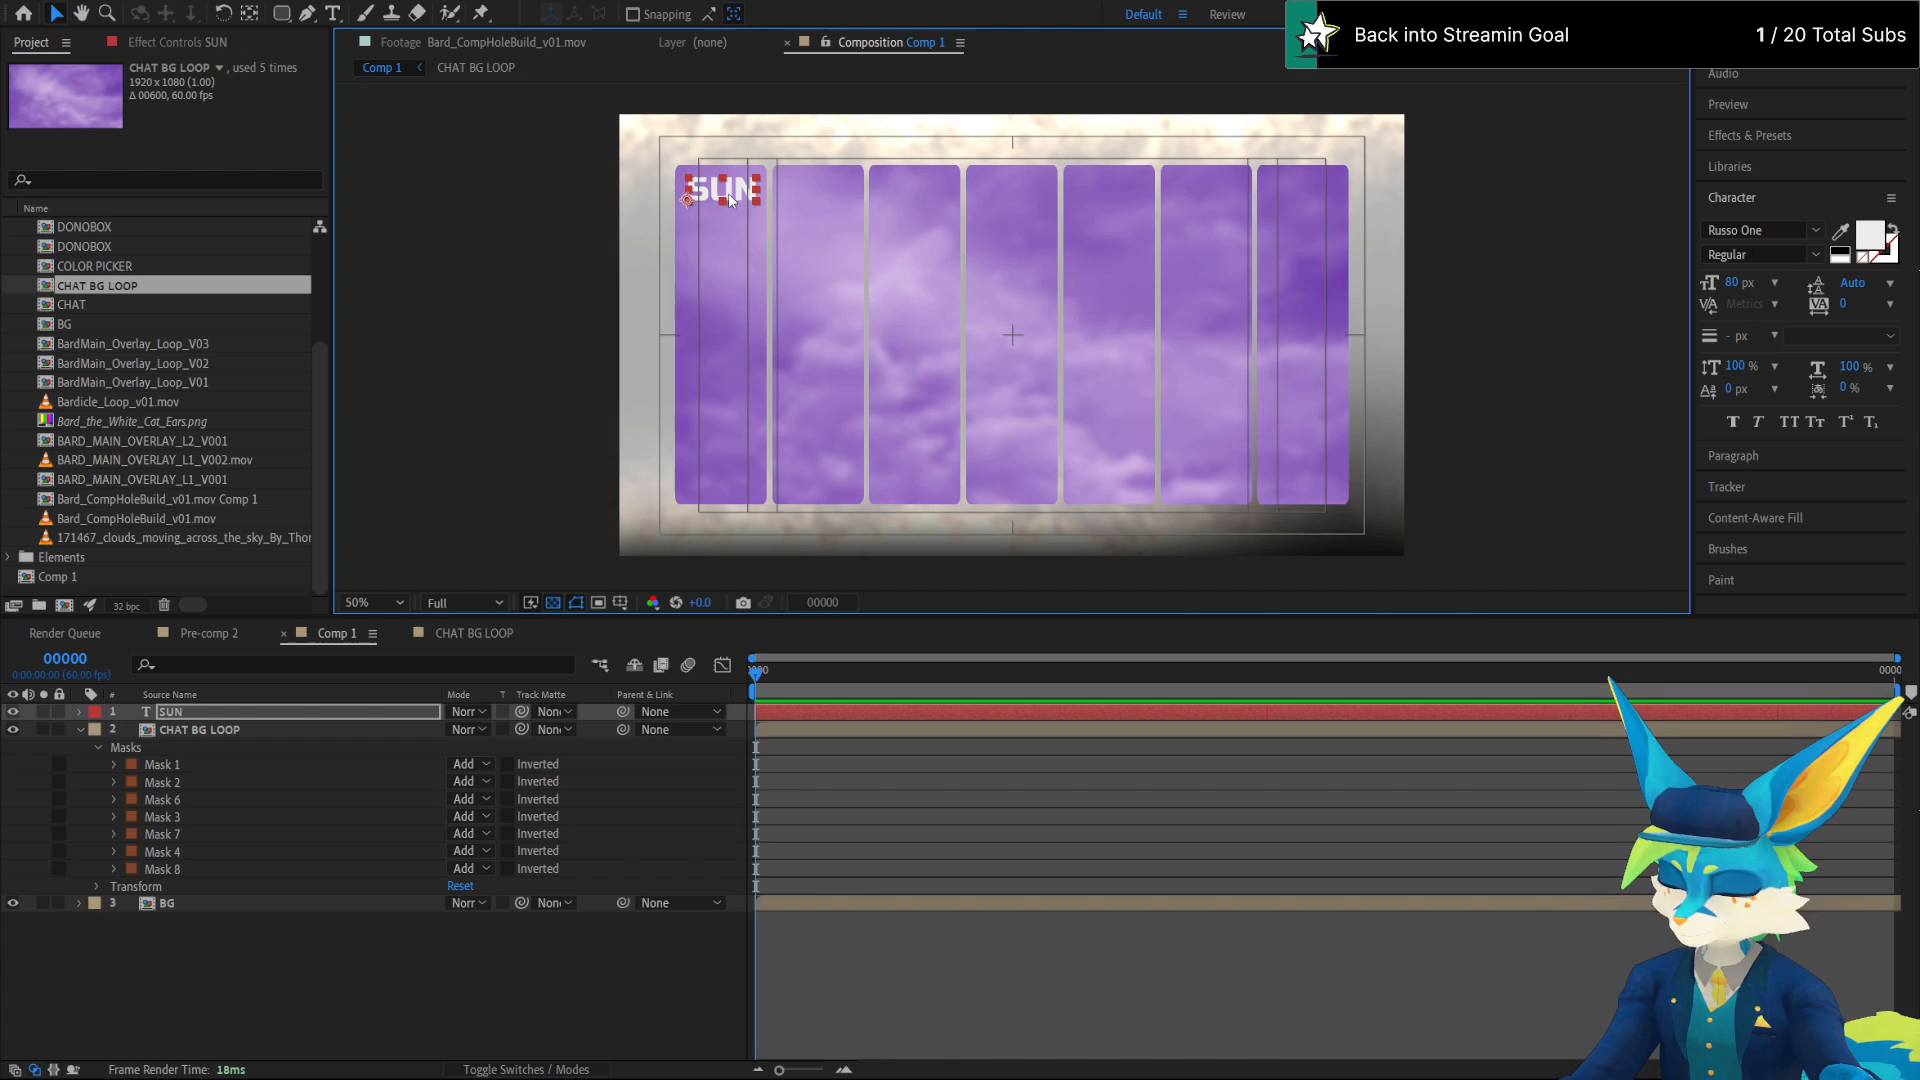 Snapping
Default
Review
Back into Streamin Goal
1 / 20 Total Subs
Project
Effect Controls SUN
Footage Bard_CompHoleBuild_v01.mov
Layer (none)
Composition Comp 1
Comp 1
CHAT BG LOOP
CHAT BG LOOP , used 5 times
1920 x 1080 (1.00)
Δ 00600, 60.00 fps
Name
DONOBOX
DONOBOX
COLOR PICKER
CHAT BG LOOP
CHAT
BG
BardMain_Overlay_Loop_V03
BardMain_Overlay_Loop_V02
BardMain_Overlay_Loop_V01
Bardicle_Loop_v01.mov
Bard_the_White_Cat_Ears.png
BARD_MAIN_OVERLAY_L2_V001
BARD_MAIN_OVERLAY_L1_V002.mov
BARD_MAIN_OVERLAY_L1_V001
Bard_CompHoleBuild_v01.mov Comp 1
Bard_CompHoleBuild_v01.mov
171467_clouds_moving_across_the_sky_By_Thor
Elements
Comp 1
32 bpc
SUN
50%
Full
+0.0
00000
Audio
Preview
Effects & Presets
Libraries
Character
Russo One
Regular
80 px
Auto
Metrics
0
- px
100 %
100 %
0 px
0 %
Paragraph
Tracker
Content-Aware Fill
Brushes
Paint
Render Queue
Pre-comp 2
Comp 1
CHAT BG LOOP
00000
0:00:00:00 (60.00 fps)
0000
0000
#
Source Name
Mode
T
Track Matte
Parent & Link
1 T SUN Norr None None
2 CHAT BG LOOP Norr None None
Masks
Mask 1 Add Inverted
Mask 2 Add Inverted
Mask 6 Add Inverted
Mask 3 Add Inverted
Mask 7 Add Inverted
Mask 4 Add Inverted
Mask 8 Add Inverted
Transform Reset
3 BG Norr None None
Frame Render Time: 18ms
Toggle Switches / Modes